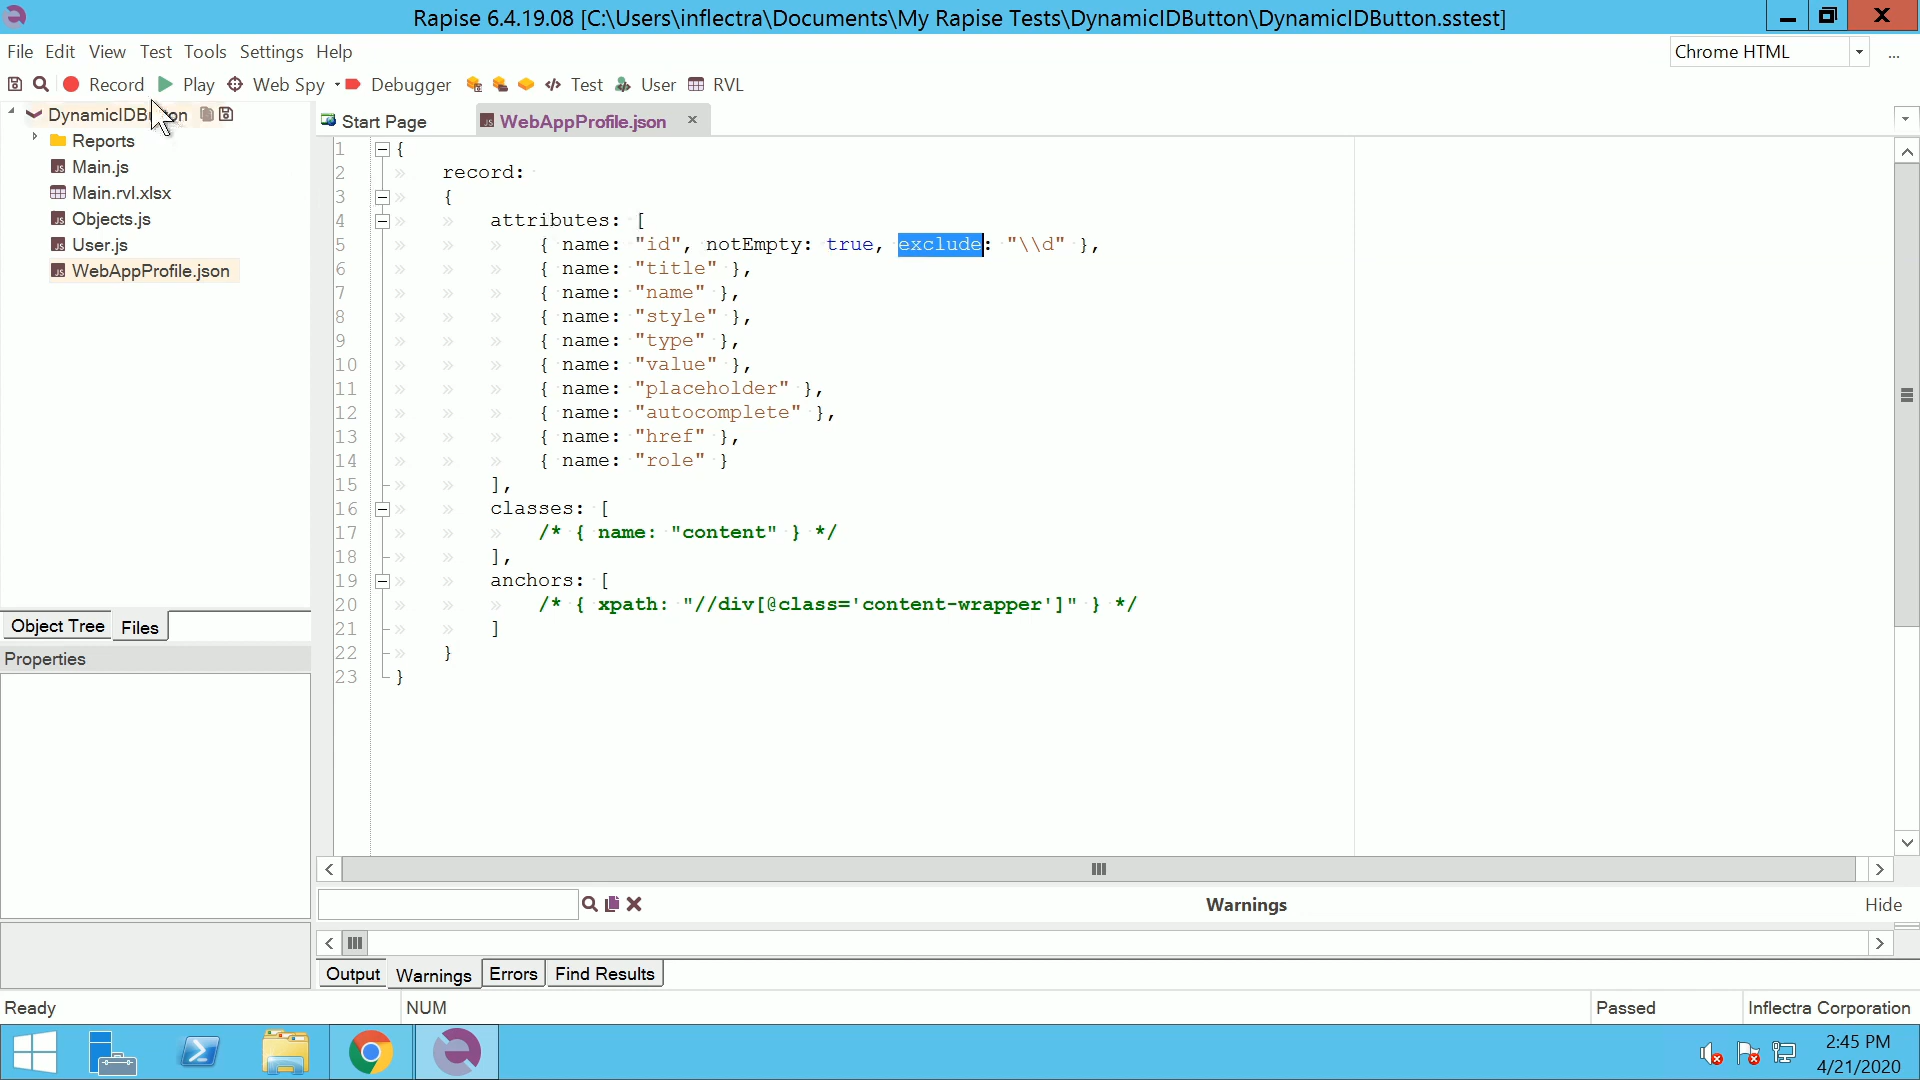 Rapise 6.4.19.08 [C:\Users\inflectra\Documents\My Rapise Tests\DynamicIDButton\DynamicIDButton.sstest]
File Edit View Test Tools Settings Help
Chrome HTML
...
Record Play Web Spy Debugger Test User RVL
Start Page WebAppProfile.json
Reports
Main.js
Main.rvl.xlsx
Objects.js
User.js
WebAppProfile.json
1 {
2 record:
3 {
4 attributes: [
5 { name: "id", notEmpty: true, exclude: "\\d" },
6 { name: "title" },
7 { name: "name" },
8 { name: "style" },
9 { name: "type" },
10 { name: "value" },
11 { name: "placeholder" },
12 { name: "autocomplete" },
13 { name: "href" },
14 { name: "role" }
15 ],
16 classes: [
17 /* { name: "content" } */
18 ],
19 anchors: [
20 /* { xpath: "//div[@class='content-wrapper']" } */
21 ]
22 }
23 }
Object Tree Files
Properties
Warnings
Hide
Output Warnings Errors Find Results
Ready
NUM
Passed
Inflectra Corporation
2:45 PM
4/21/2020